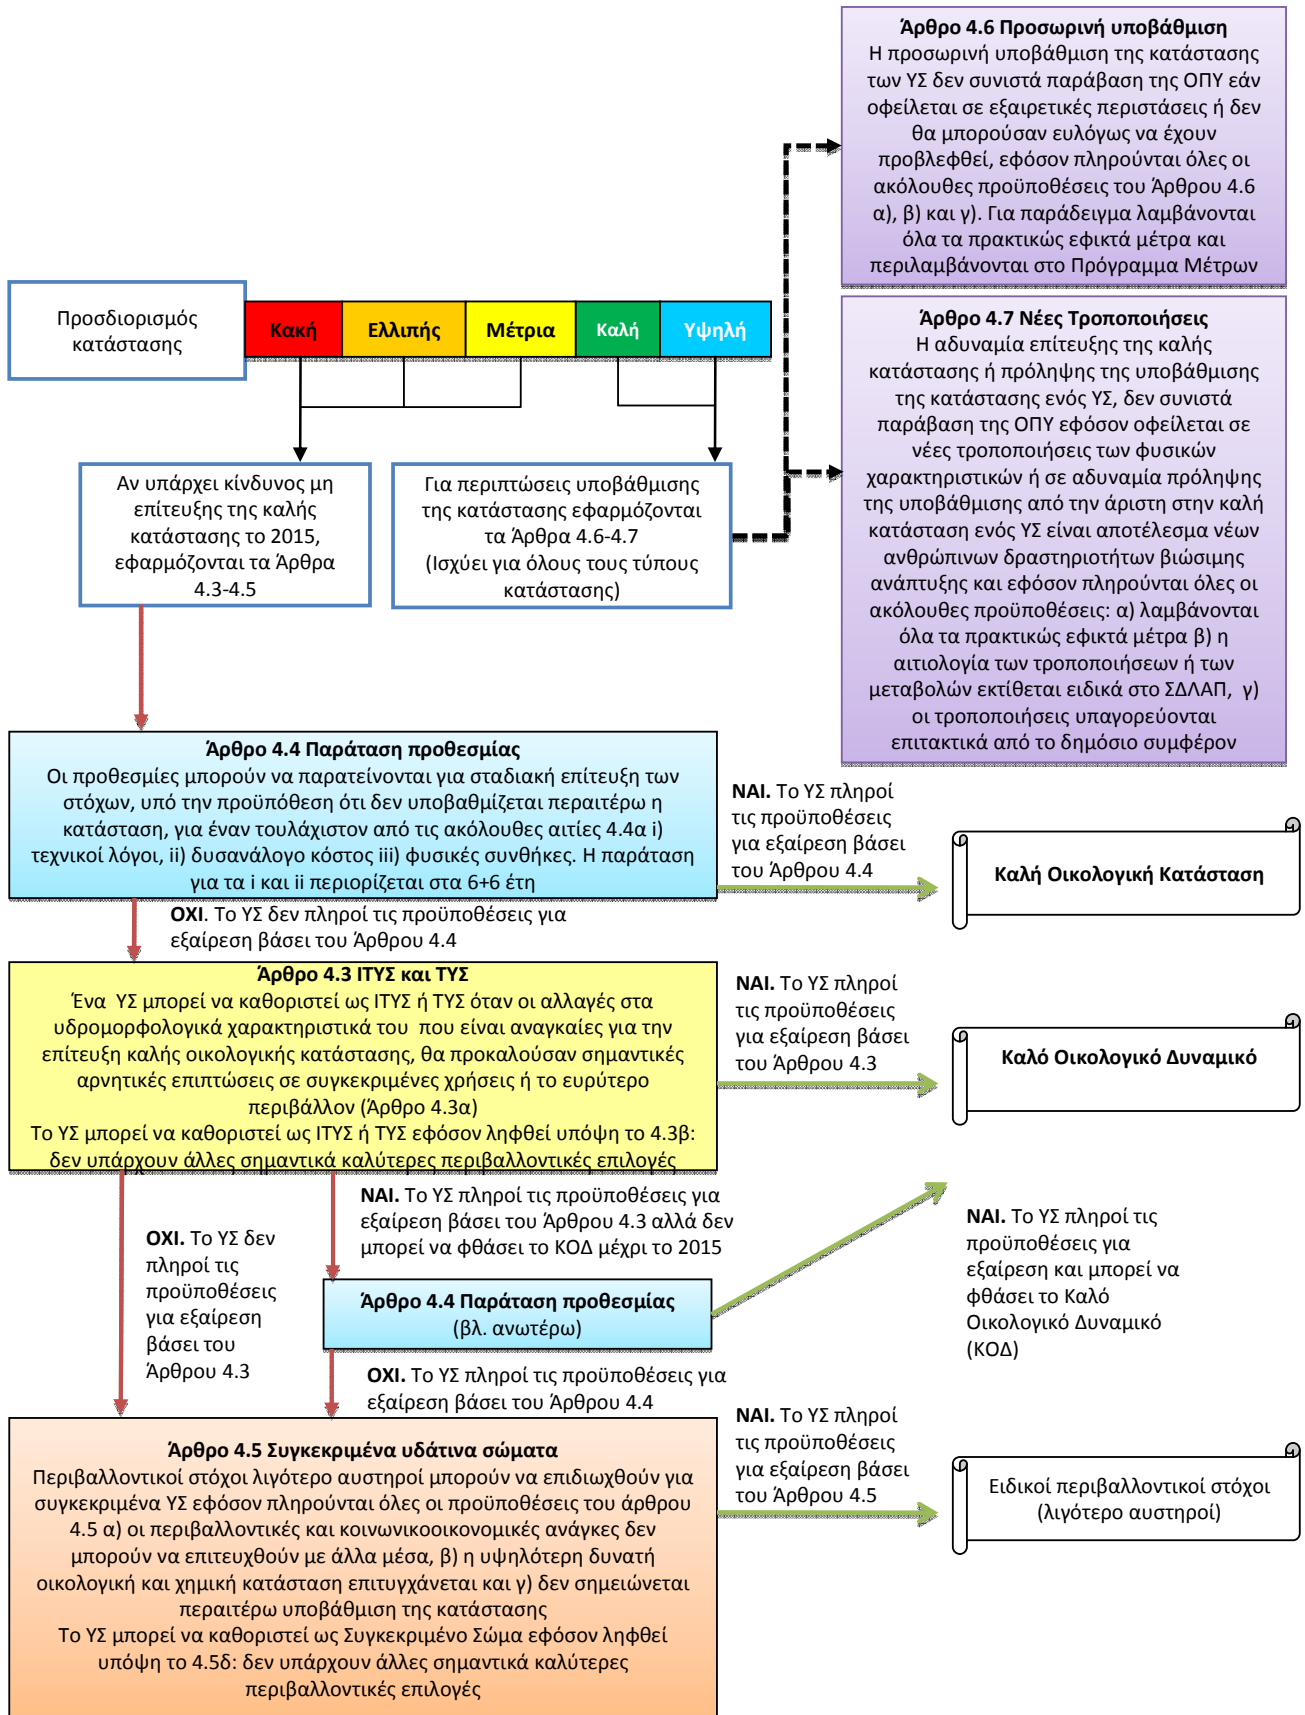 Άρθρο 4.6 Προσωρινή υποβάθμιση
Η προσωρινή υποβάθμιση της κατάστασης
των ΥΣ δεν συνιστά παράβαση της ΟΠΥ εάν
οφείλεται σε εξαιρετικές περιστάσεις ή δεν
θα μπορούσαν ευλόγως να έχουν
προβλεφθεί, εφόσον πληρούνται όλες οι
ακόλουθες προϋποθέσεις του Άρθρου 4.6
α), β) και γ). Για παράδειγμα λαμβάνονται
όλα τα πρακτικώς εφικτά μέτρα και
περιλαμβάνονται στο Πρόγραμμα Μέτρων
Προσδιορισμός
κατάστασης
Κακή
Ελλιπής
Μέτρια
Καλή
Υψηλή
Άρθρο 4.7 Νέες Τροποποιήσεις
Η αδυναμία επίτευξης της καλής
κατάστασης ή πρόληψης της υποβάθμισης
της κατάστασης ενός ΥΣ, δεν συνιστά
παράβαση της ΟΠΥ εφόσον οφείλεται σε
νέες τροποποιήσεις των φυσικών
χαρακτηριστικών ή σε αδυναμία πρόληψης
της υποβάθμισης από την άριστη στην καλή
κατάσταση ενός ΥΣ είναι αποτέλεσμα νέων
ανθρώπινων δραστηριοτήτων βιώσιμης
ανάπτυξης και εφόσον πληρούνται όλες οι
ακόλουθες προϋποθέσεις: α) λαμβάνονται
όλα τα πρακτικώς εφικτά μέτρα β) η
αιτιολογία των τροποποιήσεων ή των
μεταβολών εκτίθεται ειδικά στο ΣΔΛΑΠ, γ)
οι τροποποιήσεις υπαγορεύονται
επιτακτικά από το δημόσιο συμφέρον
Αν υπάρχει κίνδυνος μη
επίτευξης της καλής
κατάστασης το 2015,
εφαρμόζονται τα Άρθρα
4.3-4.5
Για περιπτώσεις υποβάθμισης
της κατάστασης εφαρμόζονται
τα Άρθρα 4.6-4.7
(Ισχύει για όλους τους τύπους
κατάστασης)
Άρθρο 4.4 Παράταση προθεσμίας
Οι προθεσμίες μπορούν να παρατείνονται για σταδιακή επίτευξη των
στόχων, υπό την προϋπόθεση ότι δεν υποβαθμίζεται περαιτέρω η
κατάσταση, για έναν τουλάχιστον από τις ακόλουθες αιτίες 4.4α i)
τεχνικοί λόγοι, ii) δυσανάλογο κόστος iii) φυσικές συνθήκες. Η παράταση
για τα i και ii περιορίζεται στα 6+6 έτη
ΝΑΙ. Το ΥΣ πληροί
τις προϋποθέσεις
για εξαίρεση βάσει
του Άρθρου 4.4
Καλή Οικολογική Κατάσταση
ΟΧΙ. Το ΥΣ δεν πληροί τις προϋποθέσεις για
εξαίρεση βάσει του Άρθρου 4.4
Άρθρο 4.3 ΙΤΥΣ και ΤΥΣ
Ένα ΥΣ μπορεί να καθοριστεί ως ΙΤΥΣ ή ΤΥΣ όταν οι αλλαγές στα
υδρομορφολογικά χαρακτηριστικά του που είναι αναγκαίες για την
επίτευξη καλής οικολογικής κατάστασης, θα προκαλούσαν σημαντικές
αρνητικές επιπτώσεις σε συγκεκριμένες χρήσεις ή το ευρύτερο
περιβάλλον (Άρθρο 4.3α)
Το ΥΣ μπορεί να καθοριστεί ως ΙΤΥΣ ή ΤΥΣ εφόσον ληφθεί υπόψη το 4.3β:
δεν υπάρχουν άλλες σημαντικά καλύτερες περιβαλλοντικές επιλογές
ΝΑΙ. Το ΥΣ πληροί
τις προϋποθέσεις
για εξαίρεση βάσει
του Άρθρου 4.3
Καλό Οικολογικό Δυναμικό
ΟΧΙ. Το ΥΣ δεν
πληροί τις
προϋποθέσεις
για εξαίρεση
βάσει του
Άρθρου 4.3
ΝΑΙ. Το ΥΣ πληροί τις προϋποθέσεις για
εξαίρεση βάσει του Άρθρου 4.3 αλλά δεν
μπορεί να φθάσει το ΚΟΔ μέχρι το 2015
Άρθρο 4.4 Παράταση προθεσμίας
(βλ. ανωτέρω)
ΝΑΙ. Το ΥΣ πληροί τις
προϋποθέσεις για
εξαίρεση και μπορεί να
φθάσει το Καλό
Οικολογικό Δυναμικό
(ΚΟΔ)
ΟΧΙ. Το ΥΣ πληροί τις προϋποθέσεις για
εξαίρεση βάσει του Άρθρου 4.4
Άρθρο 4.5 Συγκεκριμένα υδάτινα σώματα
Περιβαλλοντικοί στόχοι λιγότερο αυστηροί μπορούν να επιδιωχθούν για
συγκεκριμένα ΥΣ εφόσον πληρούνται όλες οι προϋποθέσεις του άρθρου
4.5 α) οι περιβαλλοντικές και κοινωνικοοικονομικές ανάγκες δεν
μπορούν να επιτευχθούν με άλλα μέσα, β) η υψηλότερη δυνατή
οικολογική και χημική κατάσταση επιτυγχάνεται και γ) δεν σημειώνεται
περαιτέρω υποβάθμιση της κατάστασης
Το ΥΣ μπορεί να καθοριστεί ως Συγκεκριμένο Σώμα εφόσον ληφθεί
υπόψη το 4.5δ: δεν υπάρχουν άλλες σημαντικά καλύτερες
περιβαλλοντικές επιλογές
ΝΑΙ. Το ΥΣ πληροί
τις προϋποθέσεις
για εξαίρεση βάσει
του Άρθρου 4.5
Ειδικοί περιβαλλοντικοί στόχοι
(λιγότερο αυστηροί)